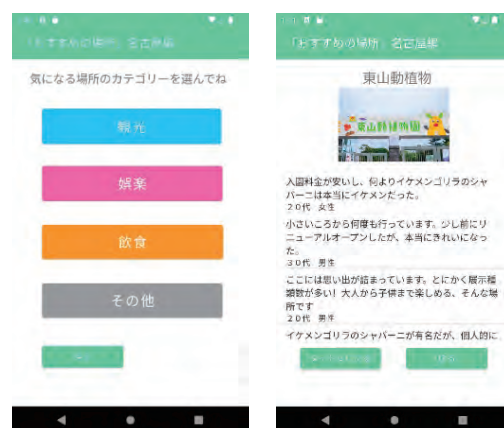 「おすすめの場所」名古屋編
気になる場所のカテゴリーを選んでね
観光
娯楽
飲食
その他
「おすすめの場所」名古屋編
東山動植物
東山動植物園
入園料金が安いし、何よりイケメンゴリラのシャ
バーニは本当にイケメンだった。
20代 女性
小さいころから何度も行っています。少し前にリ
ニューアルオープンしたが、本当にきれいになっ
た。
30代 男性
ここには思い出が詰まっています。とにかく展示種
類数が多い! 大人から子供まで楽しめる、そんな場
所です
20代 男性
イケメンゴリラのシャバーニが有名だが、個人的に